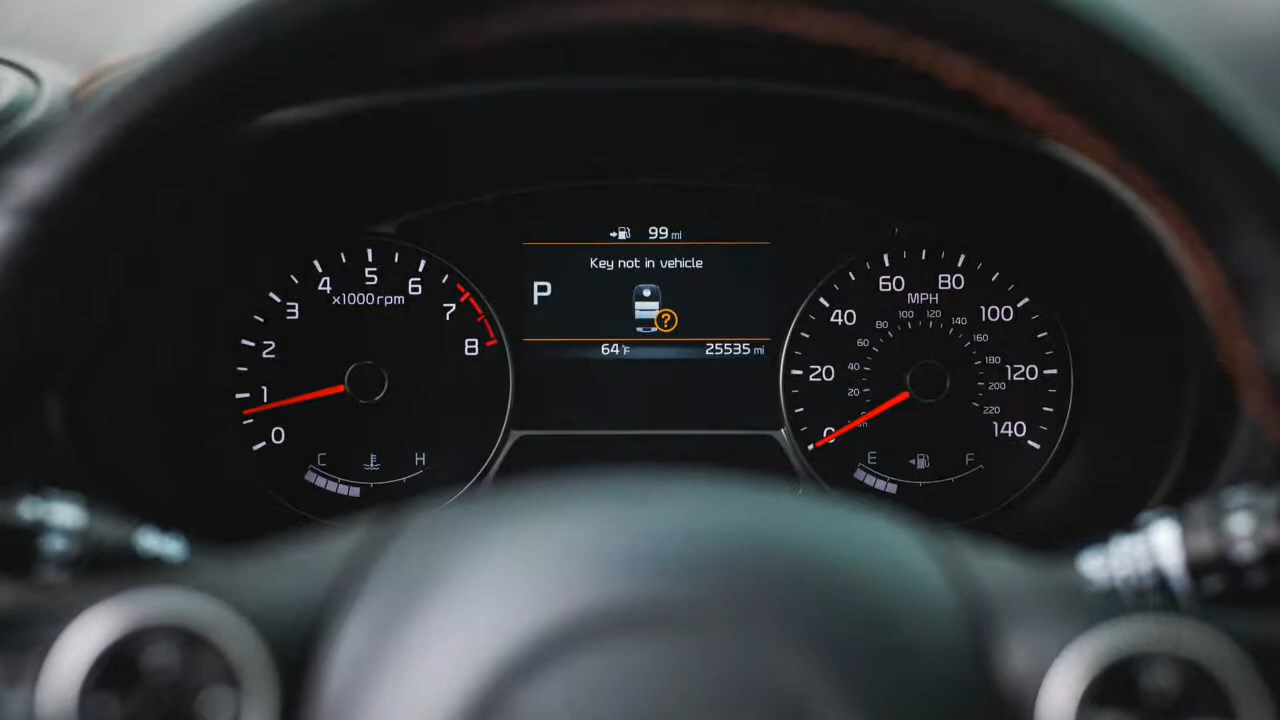 99 mi
Key not in vehicle
P
?
64°F 25535 mi
0 1 2 3 4 5 6 7 8
x1000rpm
C H
0 20 40 60 80 100 120 140
MPH
20 40 60 80 100 120 140 160 180 200 220
E F